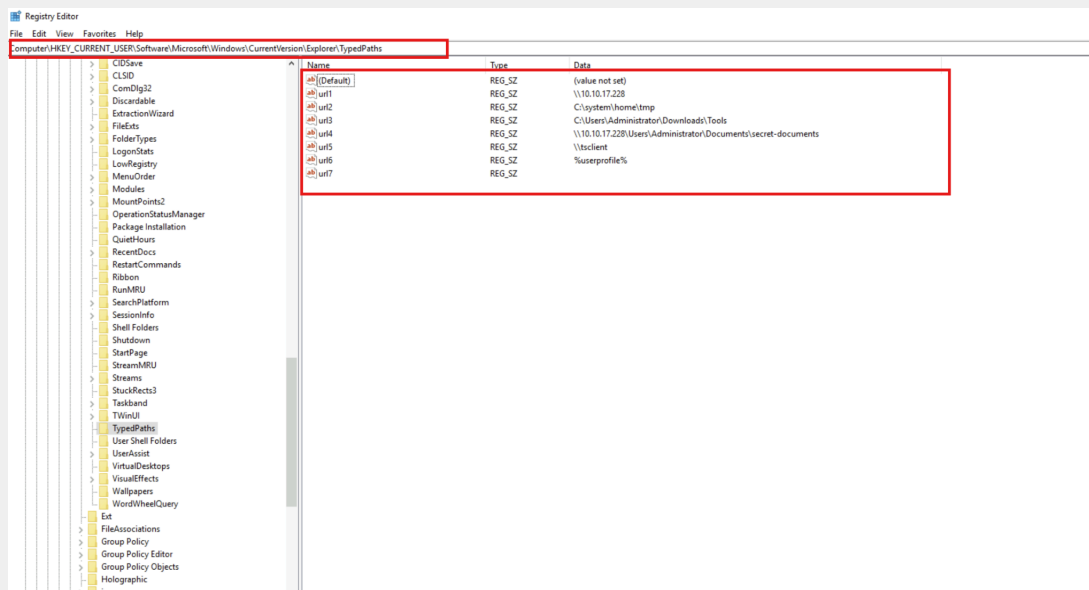 Registry Editor
File Edit View Favorites Help
Computer\HKEY_CURRENT_USER\Software\Microsoft\Windows\CurrentVersion\Explorer\TypedPaths
CIDSave
CLSID
ComDlg32
Discardable
ExtractionWizard
FileExts
FolderTypes
LogonStats
LowRegistry
MenuOrder
Modules
MountPoints2
OperationStatusManager
Package Installation
QuietHours
RecentDocs
RestartCommands
Ribbon
RunMRU
SearchPlatform
SessionInfo
Shell Folders
Shutdown
StartPage
StreamMRU
Streams
StuckRects3
Taskband
TWinUI
TypedPaths
User Shell Folders
UserAssist
VirtualDesktops
VisualEffects
Wallpapers
WordWheelQuery
Ext
FileAssociations
Group Policy
Group Policy Editor
Group Policy Objects
Holographic
Name Type Data
(Default) REG_SZ (value not set)
url1 REG_SZ \\10.10.17.228
url2 REG_SZ C:\system\home\tmp
url3 REG_SZ C:\Users\Administrator\Downloads\Tools
url4 REG_SZ \\10.10.17.228\Users\Administrator\Documents\secret-documents
url5 REG_SZ \\tsclient
url6 REG_SZ %userprofile%
url7 REG_SZ